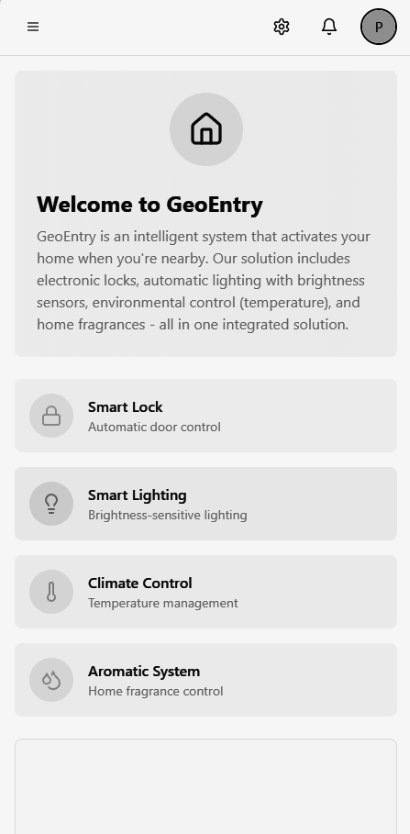 P
Welcome to GeoEntry
GeoEntry is an intelligent system that activates your
home when you're nearby. Our solution includes
electronic locks, automatic lighting with brightness
sensors, environmental control (temperature), and
home fragrances - all in one integrated solution.
Smart Lock
Automatic door control
Smart Lighting
Brightness-sensitive lighting
Climate Control
Temperature management
Aromatic System
Home fragrance control